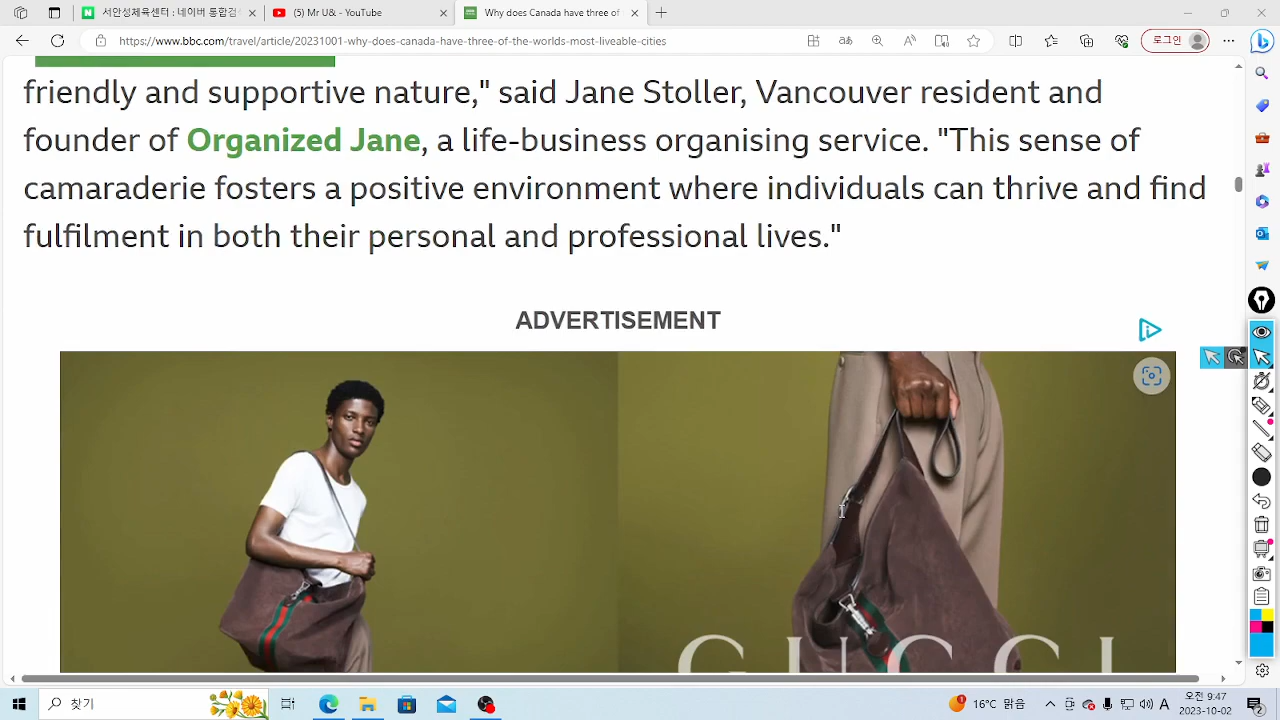 서안성체육센터 : 네이버 통합검
Mr U& - YouTube
Why does Canada have three of
https://www.bbc.com/travel/article/20231001-why-does-canada-have-three-of-the-worlds-most-liveable-cities
로그인
friendly and supportive nature," said Jane Stoller, Vancouver resident and
founder of Organized Jane, a life-business organising service. "This sense of
camaraderie fosters a positive environment where individuals can thrive and find
fulfilment in both their personal and professional lives."
ADVERTISEMENT
GUCCI
찾기
16°C 맑음
A
오전 9:47
2023-10-02